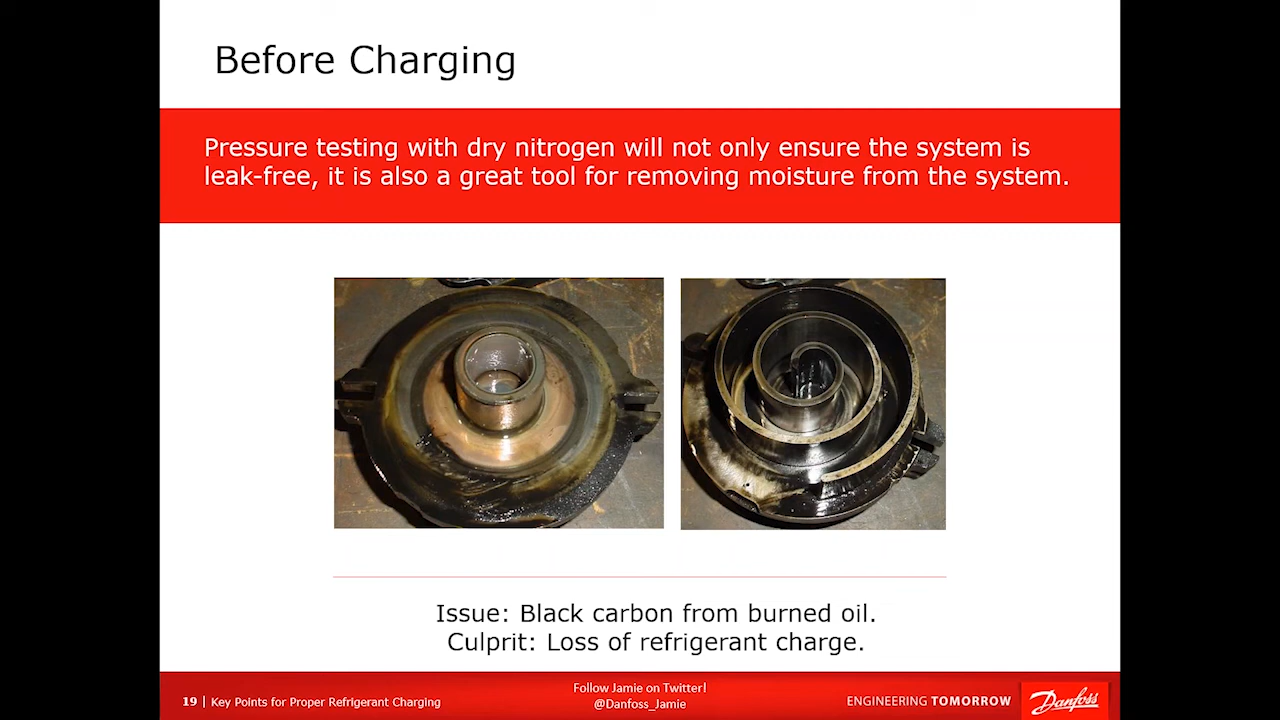 Before Charging
Pressure testing with dry nitrogen will not only ensure the system is
leak-free, it is also a great tool for removing moisture from the system.
Issue: Black carbon from burned oil.
Culprit: Loss of refrigerant charge.
19 | Key Points for Proper Refrigerant Charging
Follow Jamie on Twitter!
@Danfoss_Jamie
ENGINEERING TOMORROW
Danfoss